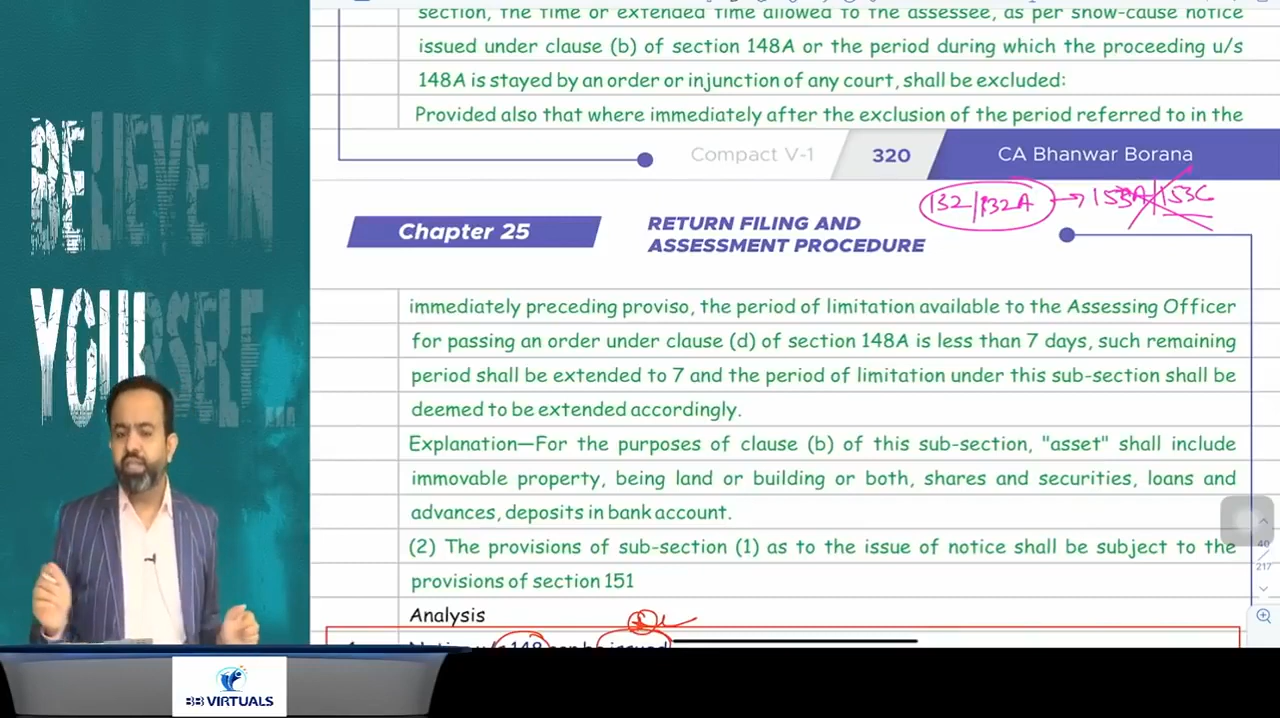 BELIEVE IN
YOURSELF...
section, the time or extended time allowed to the assessee, as per show-cause notice
issued under clause (b) of section 148A or the period during which the proceeding u/s
148A is stayed by an order or injunction of any court, shall be excluded:
Provided also that where immediately after the exclusion of the period referred to in the
Compact V-1 320 CA Bhanwar Borana
132/132A → 153A/153C
Chapter 25
RETURN FILING AND
ASSESSMENT PROCEDURE
immediately preceding proviso, the period of limitation available to the Assessing Officer
for passing an order under clause (d) of section 148A is less than 7 days, such remaining
period shall be extended to 7 and the period of limitation under this sub-section shall be
deemed to be extended accordingly.
Explanation—For the purposes of clause (b) of this sub-section, "asset" shall include
immovable property, being land or building or both, shares and securities, loans and
advances, deposits in bank account.
(2) The provisions of sub-section (1) as to the issue of notice shall be subject to the
provisions of section 151
Analysis
148 can be issued
40
217
BB VIRTUALS